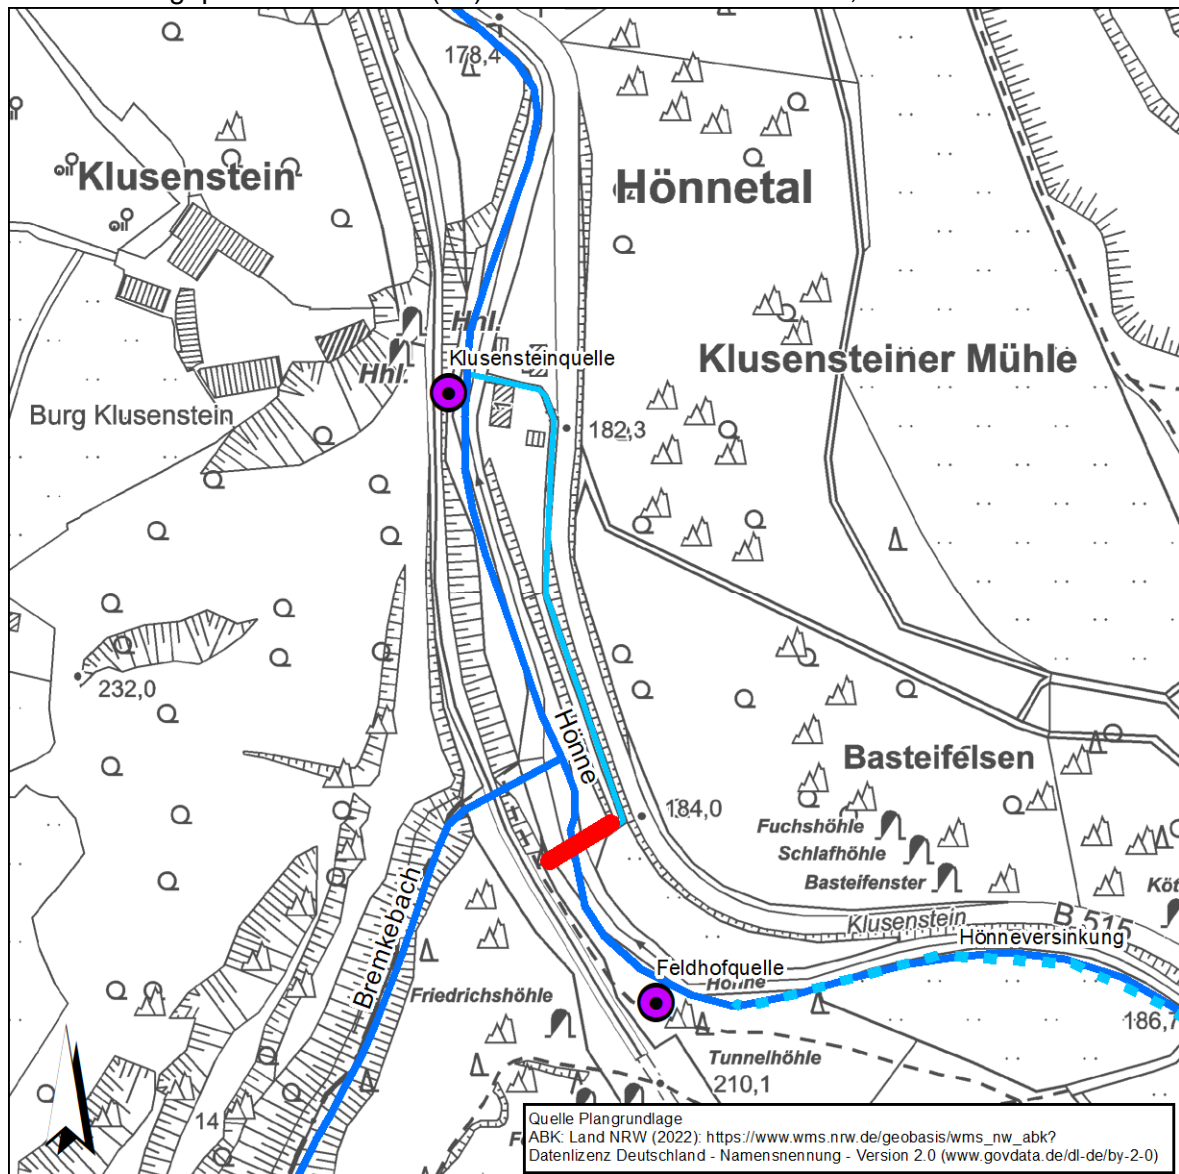 178,4
Klusenstein
Hönnetal
Hhl.
Klusensteinquelle
Hhl.
Klusensteiner Mühle
Burg Klusenstein
182,3
232,0
Hönne
Basteifelsen
184,0
Fuchshöhle
Schlafhöhle
Basteifenster
Köt
Klusenstein
B 515
Hönneversinkung
Bremkebach
Feldhofquelle
Hönne
Friedrichshöhle
186,7
Tunnelhöhle
210,1
14
Quelle Plangrundlage
ABK: Land NRW (2022): https://www.wms.nrw.de/geobasis/wms_nw_abk?
Datenlizenz Deutschland - Namensnennung - Version 2.0 (www.govdata.de/dl-de/by-2-0)